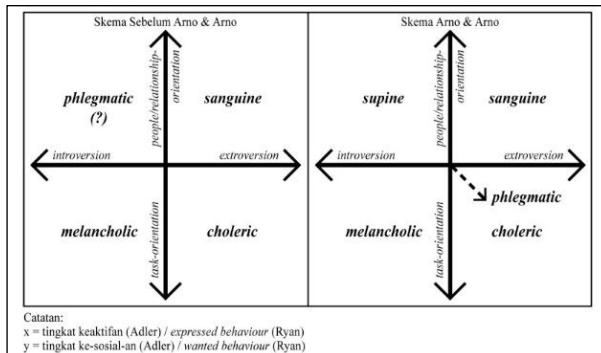 Skema Sebelum Arno & Arno
phlegmatic
(?)
people/relationship-
orientation
sanguine
introversion
extroversion
melancholic
task-orientation
choleric
Skema Arno & Arno
supine
people/relationship-
orientation
sanguine
introversion
extroversion
phlegmatic
melancholic
task-orientation
choleric
Catatan:
x = tingkat keaktifan (Adler) / expressed behaviour (Ryan)
y = tingkat ke-sosial-an (Adler) / wanted behaviour (Ryan)